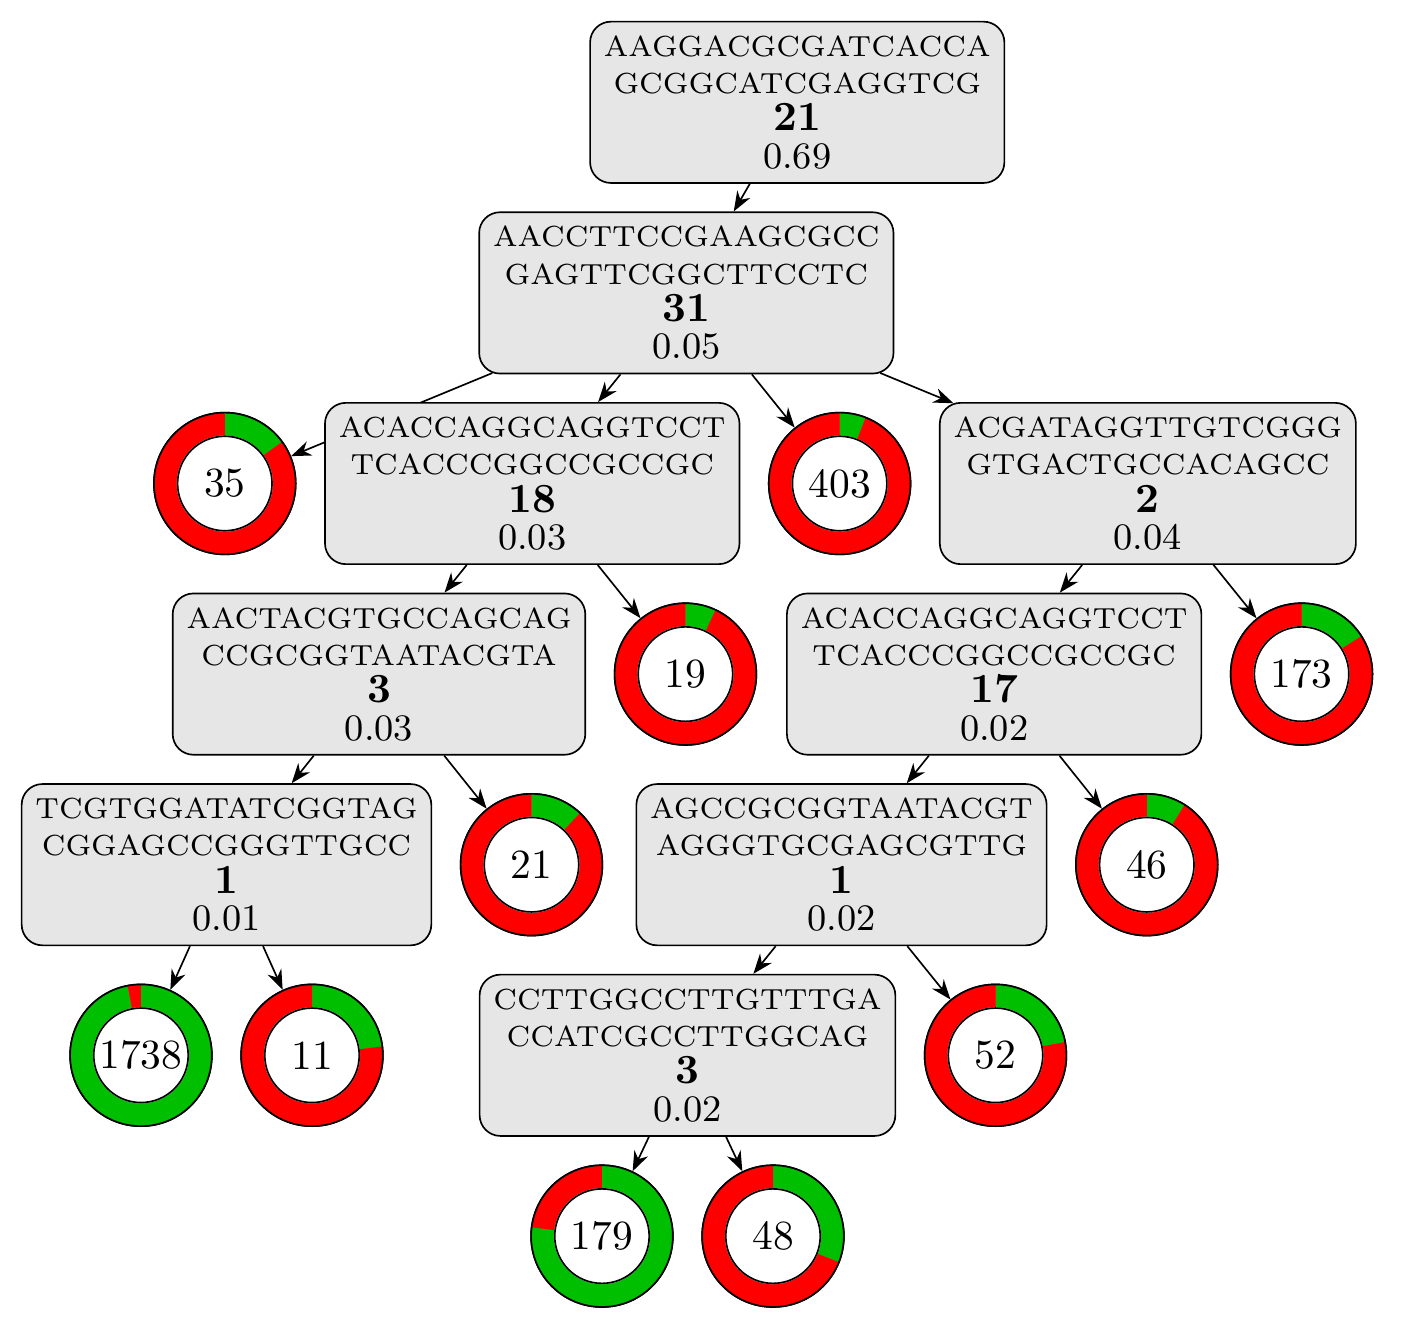 AAGGACGCGATCACCA
GCGGCATCGAGGTCG
21
0.69
AACCTTCCGAAGCGCC
GAGTTCGGCTTCCTC
31
0.05
35
ACACCAGGCAGGTCCT
TCACCCGGCCGCCGC
18
0.03
403
ACGATAGGTTGTCGGG
GTGACTGCCACAGCC
2
0.04
AACTACGTGCCAGCAG
CCGCGGTAATACGTA
3
0.03
19
ACACCAGGCAGGTCCT
TCACCCGGCCGCCGC
17
0.02
173
TCGTGGATATCGGTAG
CGGAGCCGGGTTGCC
1
0.01
21
AGCCGCGGTAATACGT
AGGGTGCGAGCGTTG
1
0.02
46
1738
11
CCTTGGCCTTGTTTGA
CCATCGCCTTGGCAG
3
0.02
52
179
48